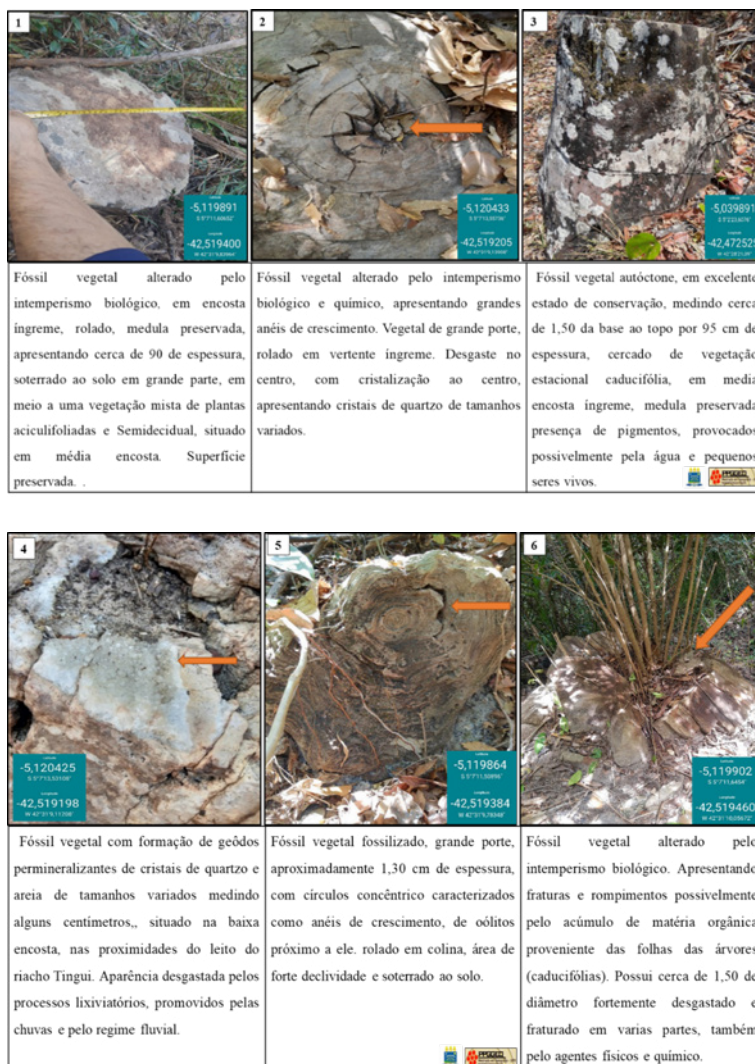 1
-5,119891
-42,519400
2
-5,120433
-42,519205
3
-5,039891
-42,472525
Fóssil vegetal alterado pelo
intemperismo biológico, em encosta
íngreme, rolado, medula preservada,
apresentando cerca de 90 de espessura,
soterrado ao solo em grande parte, em
meio a uma vegetação mista de plantas
aciculifoliadas e Semidecidual, situado
em média encosta. Superfície
preservada. .
Fóssil vegetal alterado pelo intemperismo
biológico e químico, apresentando grandes
anéis de crescimento. Vegetal de grande porte,
rolado em vertente íngreme. Desgaste no
centro, com cristalização ao centro,
apresentando cristais de quartzo de tamanhos
variados.
Fóssil vegetal autóctone, em excelente
estado de conservação, medindo cerca
de 1,50 da base ao topo por 95 cm de
espessura, cercado de vegetação
estacional caducifólia, em media
encosta íngreme, medula preservada
presença de pigmentos, provocados
possivelmente pela água e pequenos
seres vivos.
4
-5,120425
-42,519198
5
-5,119864
-42,519384
6
-5,119902
-42,519460
Fóssil vegetal com formação de geôdos
permineralizantes de cristais de quartzo e
areia de tamanhos variados medindo
alguns centímetros,, situado na baixa
encosta, nas proximidades do leito do
riacho Tingui. Aparência desgastada pelos
processos lixiviatórios, promovidos pelas
chuvas e pelo regime fluvial.
Fóssil vegetal fossilizado, grande porte,
aproximadamente 1,30 cm de espessura,
com círculos concêntrico caracterizados
como anéis de crescimento, de oólitos
próximo a ele. rolado em colina, área de
forte declividade e soterrado ao solo.
Fóssil vegetal alterado pelo
intemperismo biológico. Apresentando
fraturas e rompimentos possivelmente
pelo acúmulo de matéria orgânica
proveniente das folhas das árvores
(caducifólias). Possui cerca de 1,50 de
diâmetro fortemente desgastado e
fraturado em varias partes, também
pelo agentes físicos e químico.